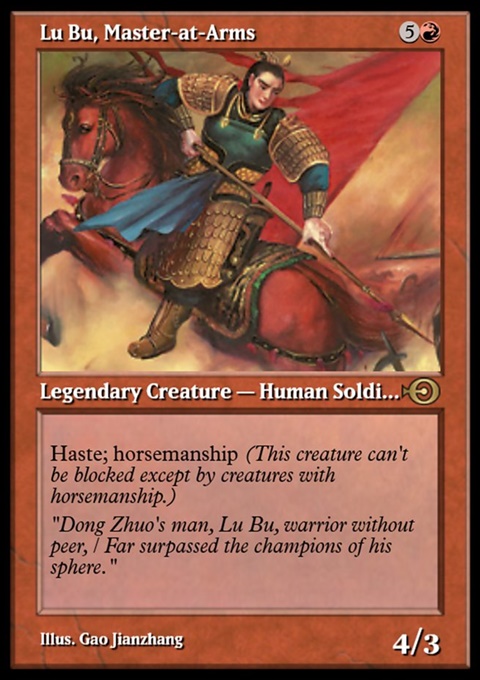 Lu Bu, Master-at-Arms
5
Legendary Creature — Human Soldi...
Haste; horsemanship (This creature can't
be blocked except by creatures with
horsemanship.)
"Dong Zhuo's man, Lu Bu, warrior without
peer, / Far surpassed the champions of his
sphere."
Illus. Gao Jianzhang
4/3